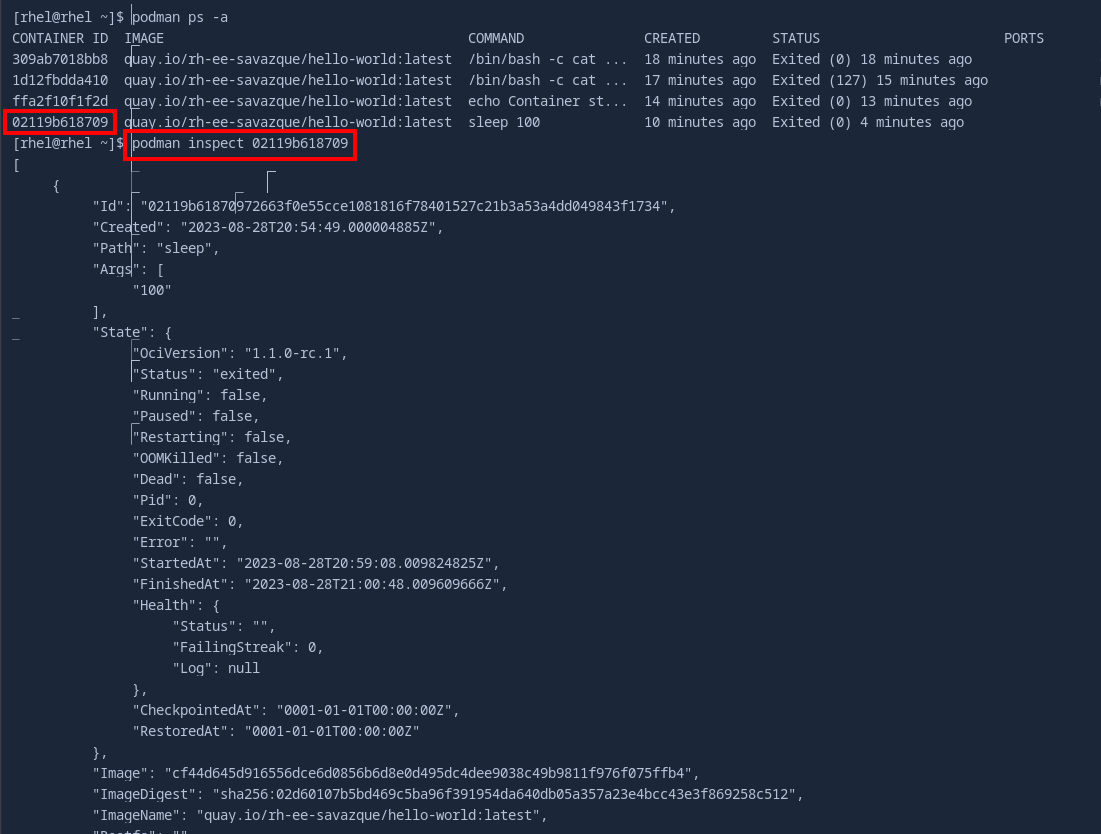 [rhel@rhel ~]$ podman ps -a
CONTAINER ID  IMAGE                                      COMMAND               CREATED         STATUS                       PORTS
309ab7018bb8  quay.io/rh-ee-savazque/hello-world:latest  /bin/bash -c cat ...  18 minutes ago  Exited (0) 18 minutes ago
1d12fbdda410  quay.io/rh-ee-savazque/hello-world:latest  /bin/bash -c cat ...  17 minutes ago  Exited (127) 15 minutes ago
ffa2f10f1f2d  quay.io/rh-ee-savazque/hello-world:latest  echo Container st...  14 minutes ago  Exited (0) 13 minutes ago
02119b618709  quay.io/rh-ee-savazque/hello-world:latest  sleep 100             10 minutes ago  Exited (0) 4 minutes ago
[rhel@rhel ~]$ podman inspect 02119b618709
[
     {
          "Id": "02119b61870972663f0e55cce1081816f78401527c21b3a53a4dd049843f1734",
          "Created": "2023-08-28T20:54:49.000004885Z",
          "Path": "sleep",
          "Args": [
               "100"
          ],
          "State": {
               "OciVersion": "1.1.0-rc.1",
               "Status": "exited",
               "Running": false,
               "Paused": false,
               "Restarting": false,
               "OOMKilled": false,
               "Dead": false,
               "Pid": 0,
               "ExitCode": 0,
               "Error": "",
               "StartedAt": "2023-08-28T20:59:08.009824825Z",
               "FinishedAt": "2023-08-28T21:00:48.009609666Z",
               "Health": {
                    "Status": "",
                    "FailingStreak": 0,
                    "Log": null
               },
               "CheckpointedAt": "0001-01-01T00:00:00Z",
               "RestoredAt": "0001-01-01T00:00:00Z"
          },
          "Image": "cf44d645d916556dce6d0856b6d8e0d495dc4dee9038c49b9811f976f075ffb4",
          "ImageDigest": "sha256:02d60107b5bd469c5ba96f391954da640db05a357a23e4bcc43e3f869258c512",
          "ImageName": "quay.io/rh-ee-savazque/hello-world:latest",